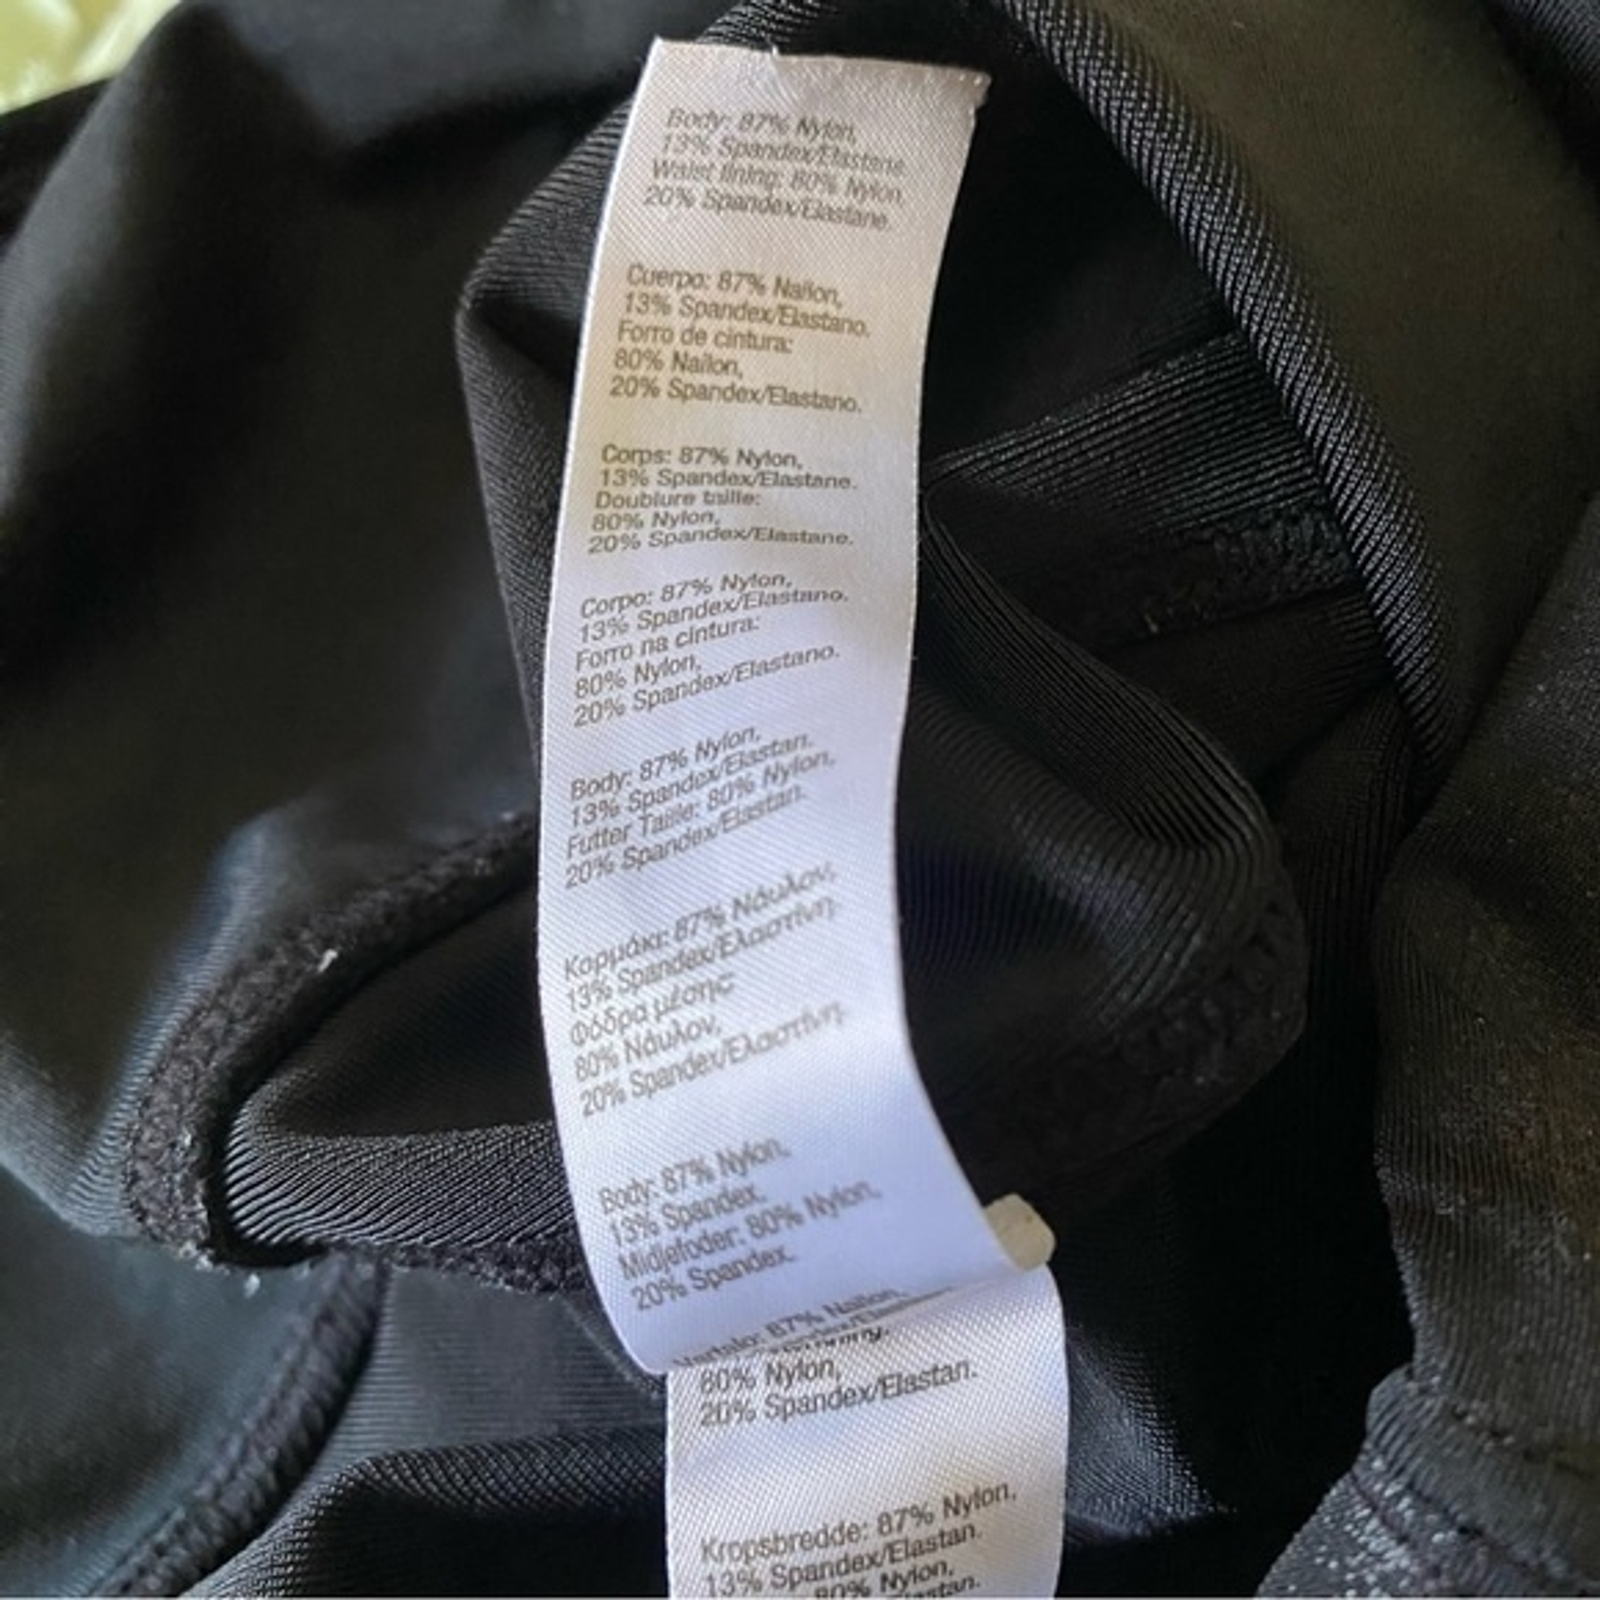 Body: 87% Nylon,
13% Spandex/Elastane.
Waist lining: 80% Nylon,
20% Spandex/Elastane.
Cuerpo: 87% Nailon,
13% Spandex/Elastano.
Forro de cintura:
80% Nailon,
20% Spandex/Elastano.
Corps: 87% Nylon,
13% Spandex/Elastane.
Doublure taille:
80% Nylon,
20% Spandex/Elastane.
Corpo: 87% Nylon,
13% Spandex/Elastano.
Forro na cintura:
80% Nylon,
20% Spandex/Elastano.
Body: 87% Nylon,
13% Spandex/Elastan.
Futter Taille: 80% Nylon,
20% Spandex/Elastan.
Κορμάκι: 87% Νάυλον,
13% Spandex/Ελαστίνη.
Φόδρα μέσης
80% Νάυλον,
20% Spandex/Ελαστίνη.
Body: 87% Nylon,
13% Spandex.
Midjefoder: 80% Nylon,
20% Spandex.
87% Nailon,
80% Nylon,
20% Spandex/Elastan.
Kropsbredde: 87% Nylon,
13% Spandex/Elastan.
80% Nylon,